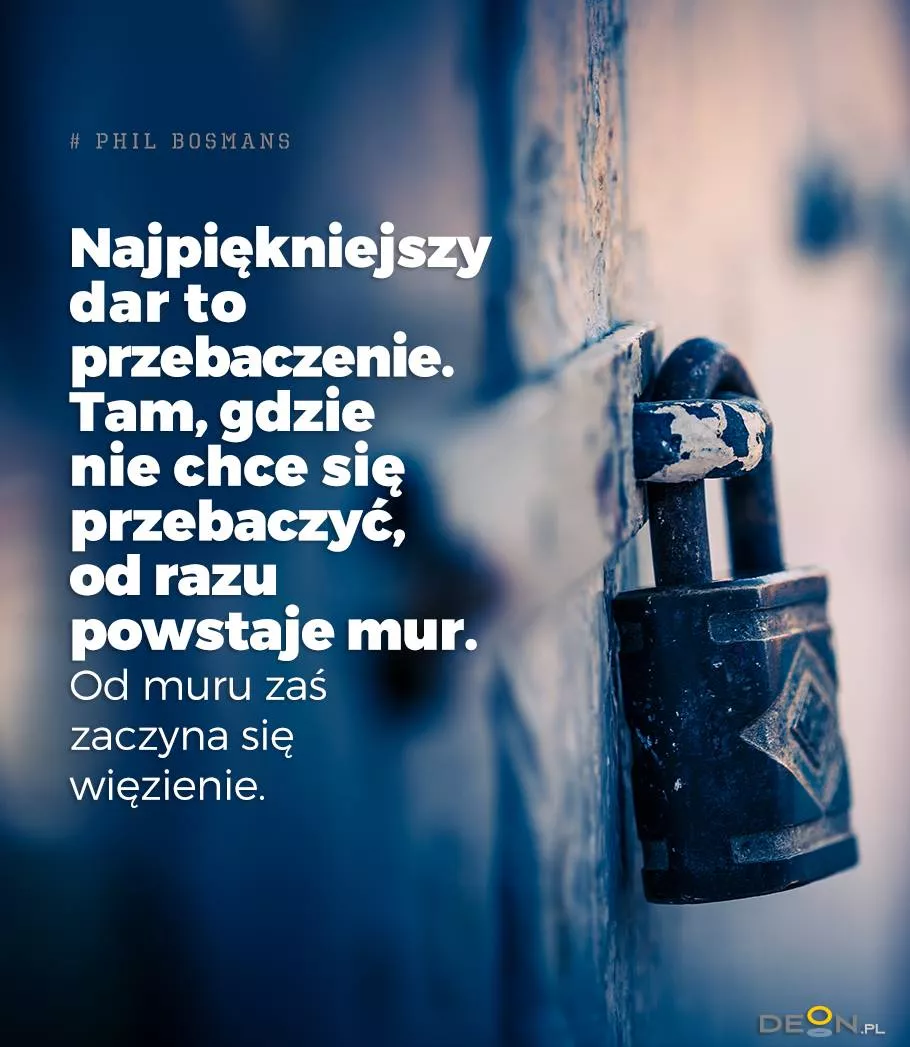 # PHIL BOSMANS
Najpiękniejszy
dar to
przebaczenie.
Tam, gdzie
nie chce się
przebaczyć,
od razu
powstaje mur.
Od muru zaś
zaczyna się
więzienie.
DEON.PL